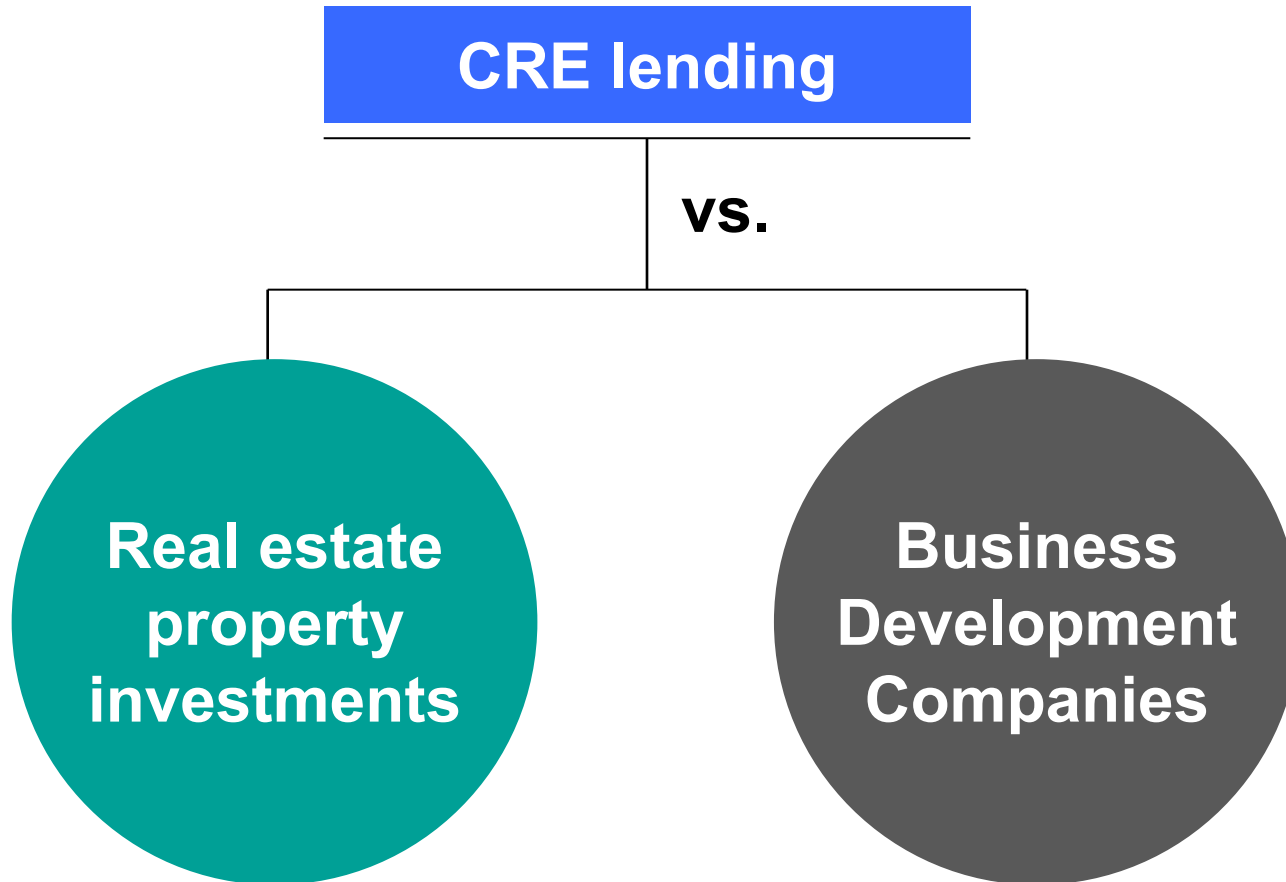 CRE lending
vs.
Real estate
property
investments
Business
Development
Companies